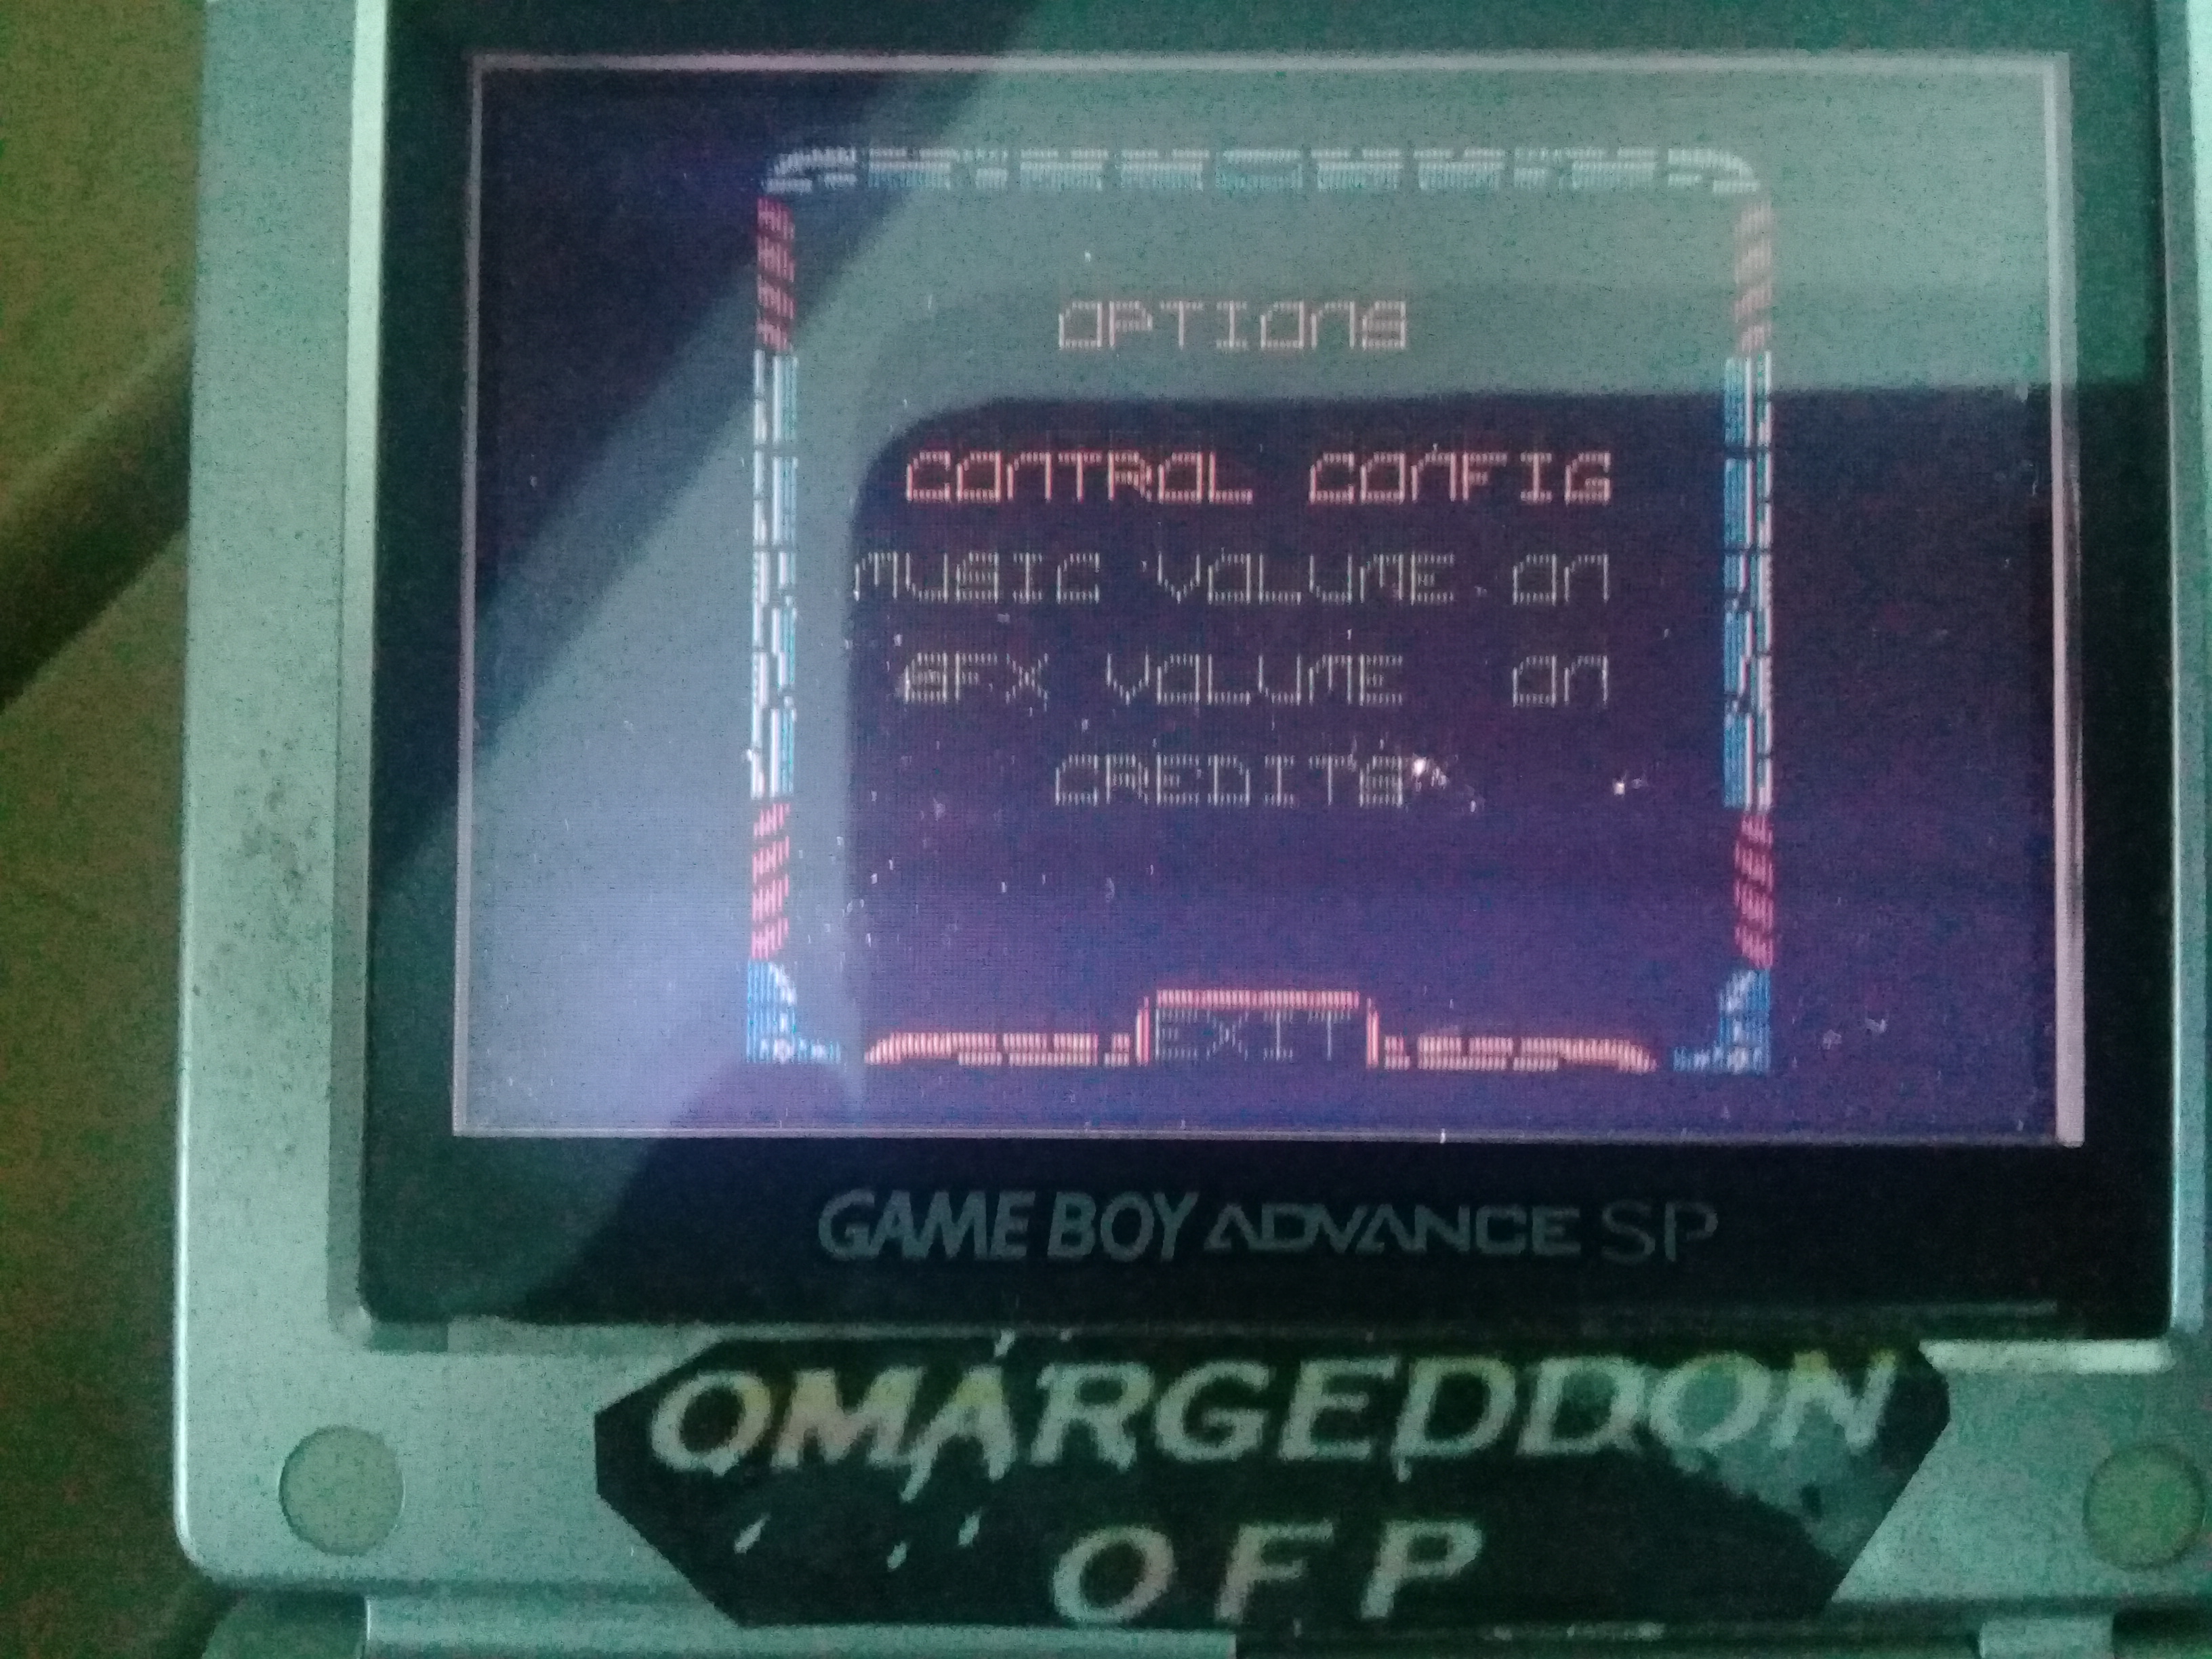 OPTIONS
CONTROL CONFIG
MUSIC VOLUME ON
SFX VOLUME ON
CREDITS
EXIT
GAME BOY ADVANCE SP
OMARGEDDON
OFP